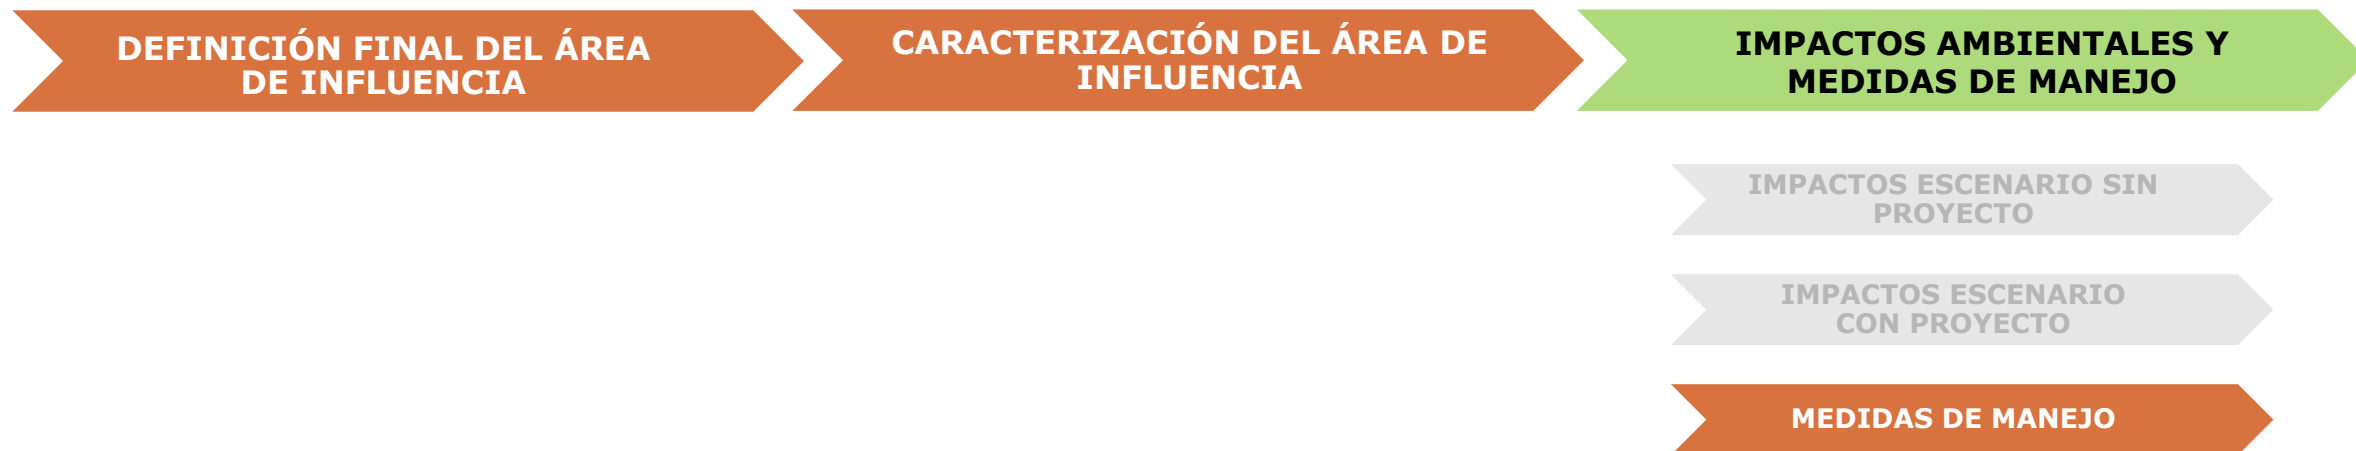 DEFINICIÓN FINAL DEL ÁREA
DE INFLUENCIA
CARACTERIZACIÓN DEL ÁREA DE
INFLUENCIA
IMPACTOS AMBIENTALES Y
MEDIDAS DE MANEJO
IMPACTOS ESCENARIO SIN
PROYECTO
IMPACTOS ESCENARIO
CON PROYECTO
MEDIDAS DE MANEJO